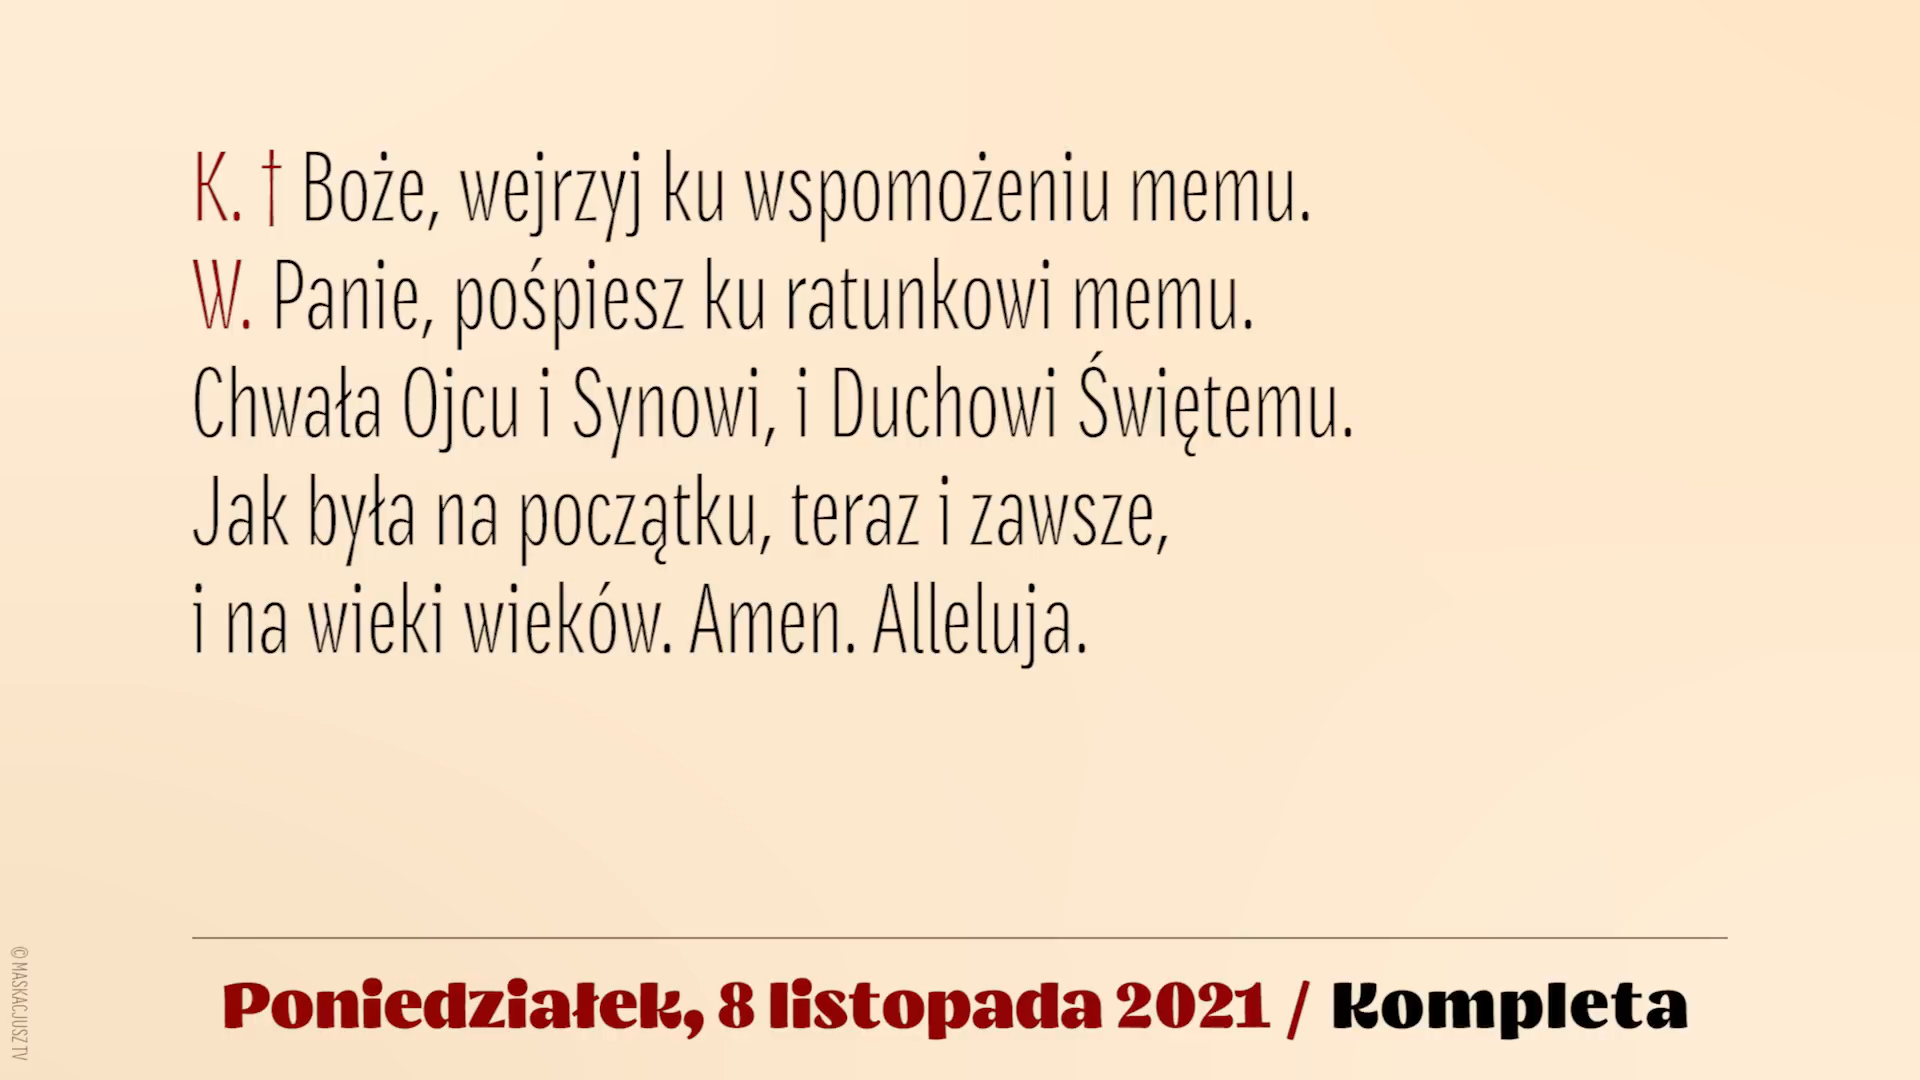 K. † Boże, wejrzyj ku wspomożeniu memu.
W. Panie, pośpiesz ku ratunkowi memu.
Chwała Ojcu i Synowi, i Duchowi Świętemu.
Jak była na początku, teraz i zawsze,
i na wieki wieków. Amen. Alleluja.
Poniedziałek, 8 listopada 2021 / Kompleta
© MASKACJUSZ TV